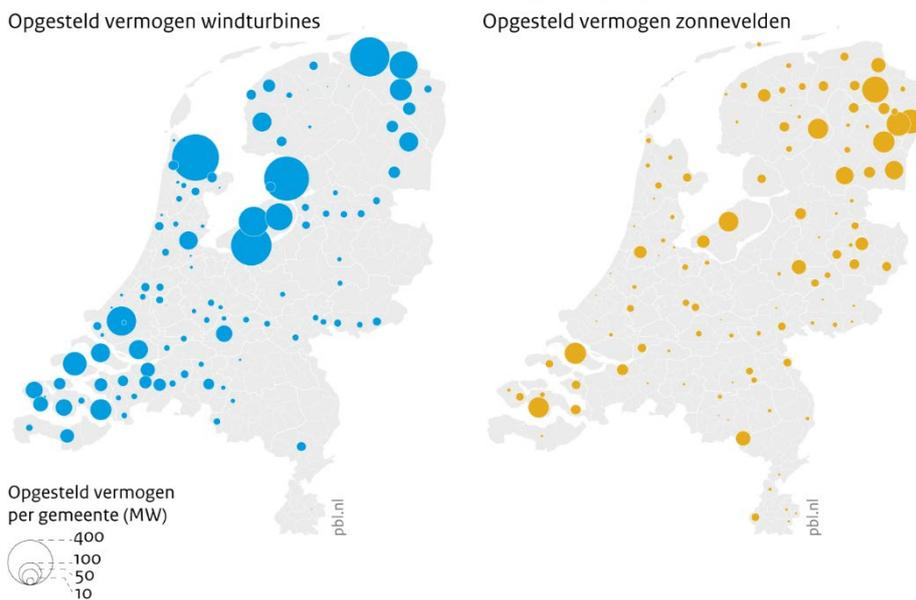 Opgesteld vermogen windturbines
Opgesteld vermogen zonnevelden
Opgesteld vermogen
per gemeente (MW)
400
100
50
10
pbl.nl
pbl.nl